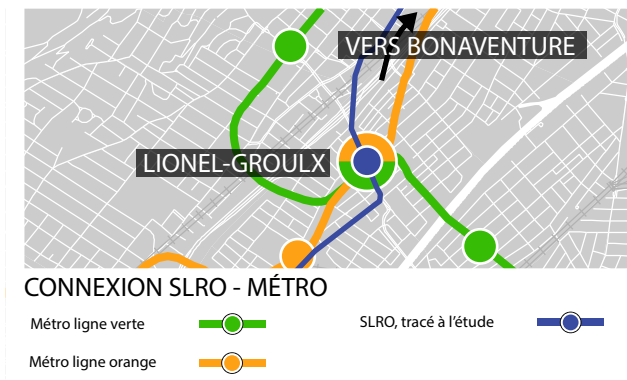 VERS BONAVENTURE
LIONEL-GROULX
CONNEXION SLRO - MÉTRO
Métro ligne verte
SLRO, tracé à l'étude
Métro ligne orange